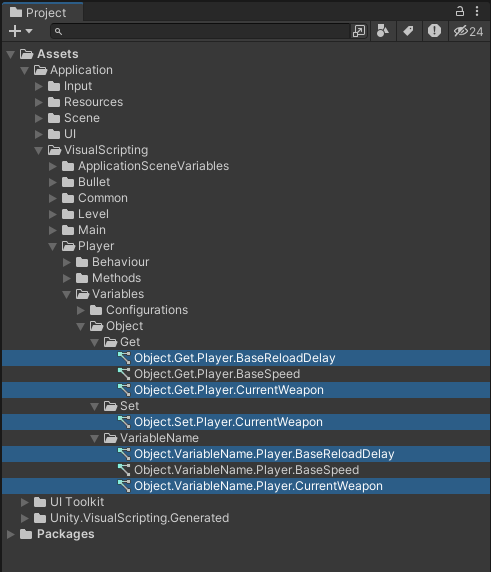 Project
24
Assets
Application
Input
Resources
Scene
UI
VisualScripting
ApplicationSceneVariables
Bullet
Common
Level
Main
Player
Behaviour
Methods
Variables
Configurations
Object
Get
Object.Get.Player.BaseReloadDelay
Object.Get.Player.BaseSpeed
Object.Get.Player.CurrentWeapon
Set
Object.Set.Player.CurrentWeapon
VariableName
Object.VariableName.Player.BaseReloadDelay
Object.VariableName.Player.BaseSpeed
Object.VariableName.Player.CurrentWeapon
UI Toolkit
Unity.VisualScripting.Generated
Packages